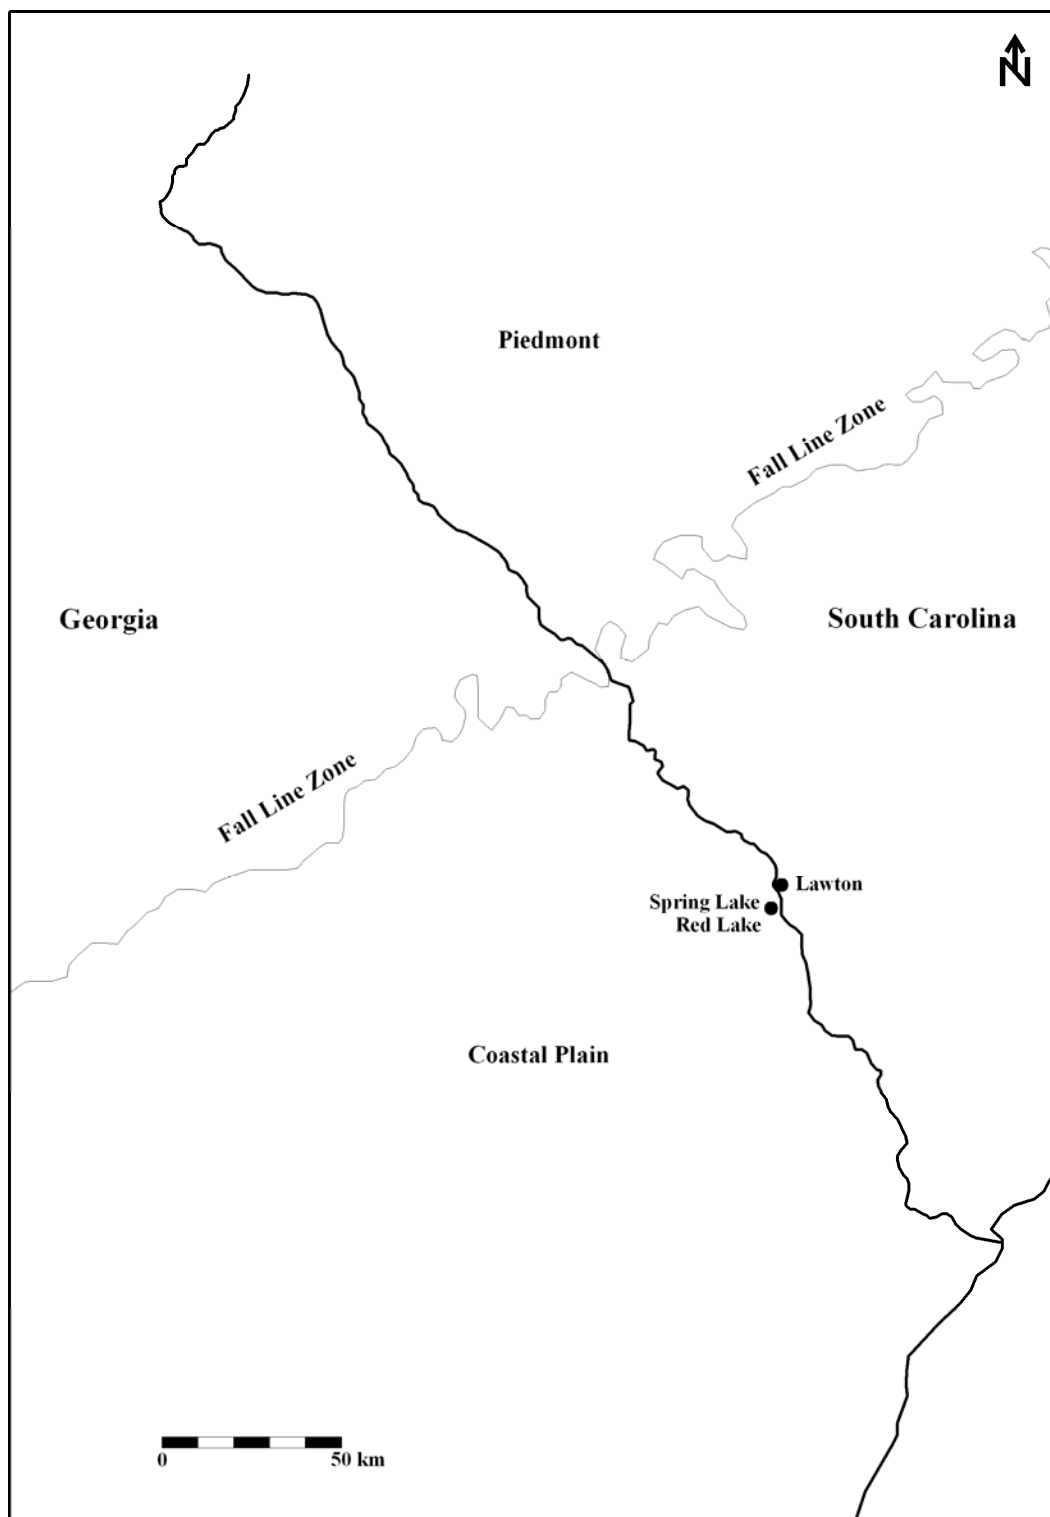 N
Piedmont
Fall Line Zone
Georgia
South Carolina
Fall Line Zone
Lawton
Spring Lake
Red Lake
Coastal Plain
0 50 km